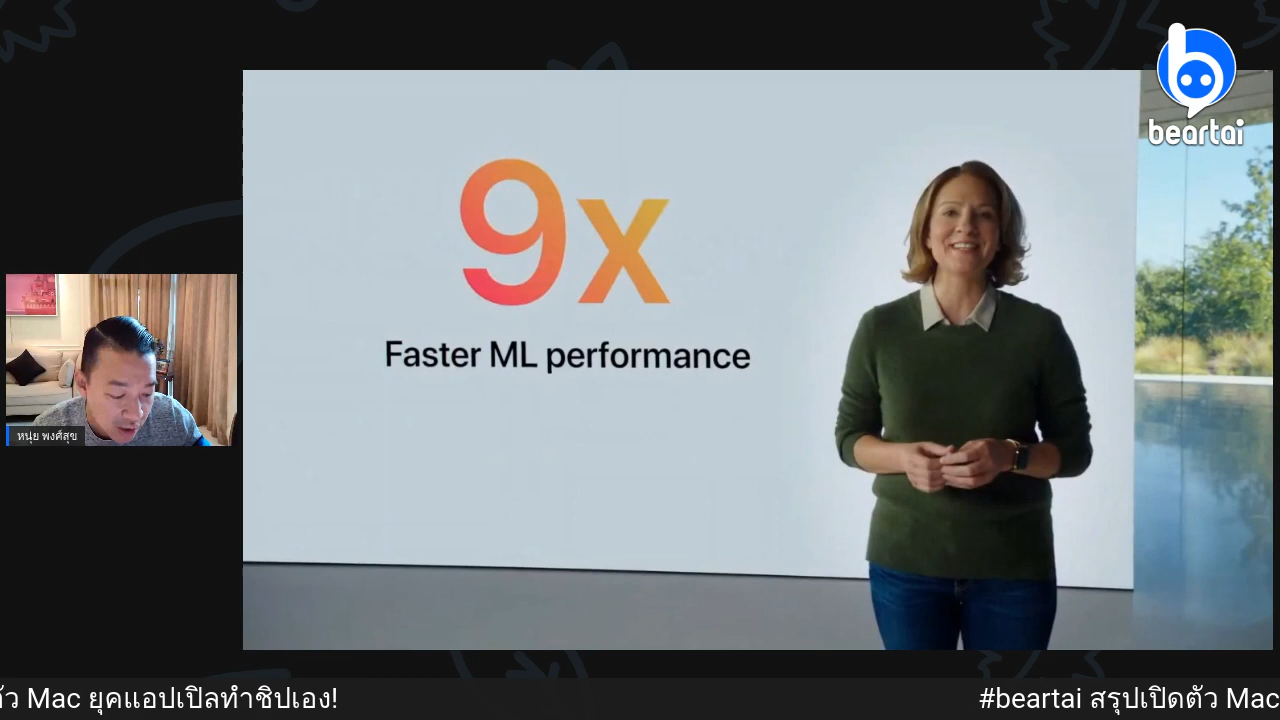 beartai
9x
Faster ML performance
หนุ่ย พงศ์สุข
ตัว Mac ยุคแอปเปิลทำชิปเอง!
#beartai สรุปเปิดตัว Mac